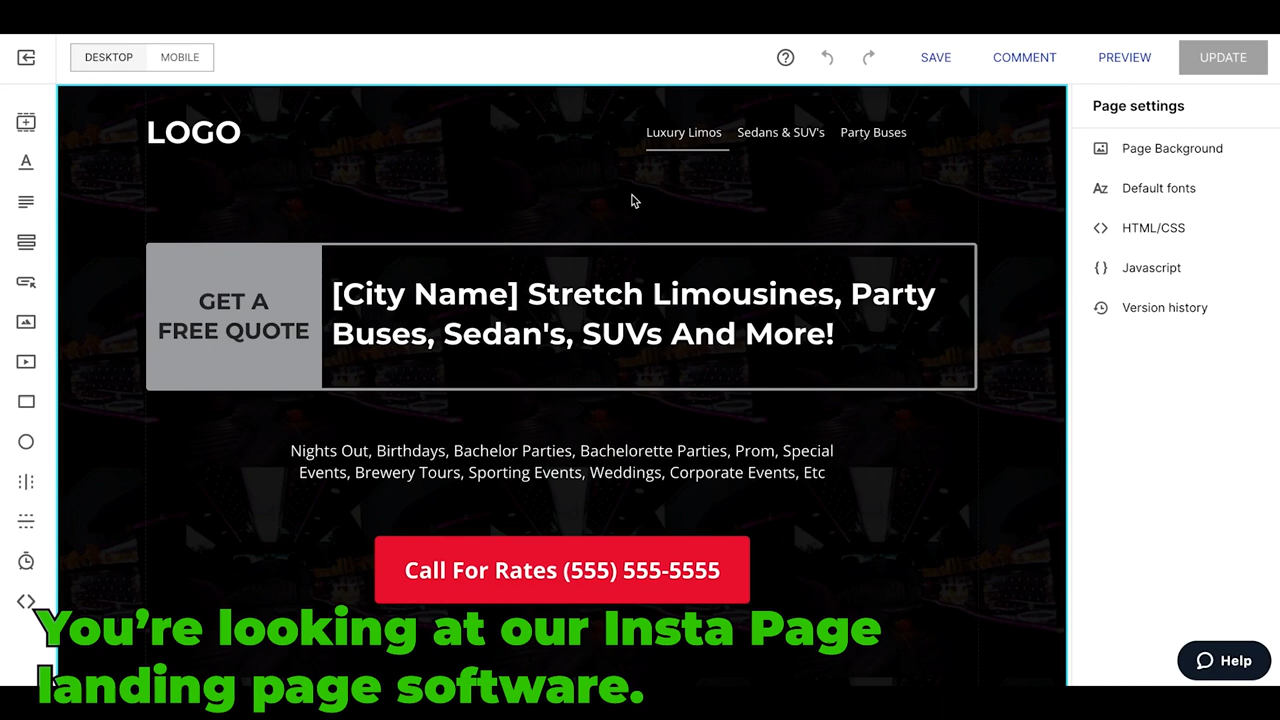 DESKTOP MOBILE
SAVE COMMENT PREVIEW UPDATE
Page settings
LOGO
Luxury Limos Sedans & SUV's Party Buses
Page Background
Az Default fonts
HTML/CSS
Javascript
Version history
GET A
FREE QUOTE
[City Name] Stretch Limousines, Party
Buses, Sedan's, SUVs And More!
Nights Out, Birthdays, Bachelor Parties, Bachelorette Parties, Prom, Special
Events, Brewery Tours, Sporting Events, Weddings, Corporate Events, Etc
Call For Rates (555) 555-5555
You’re looking at our Insta Page
landing page software.
Help